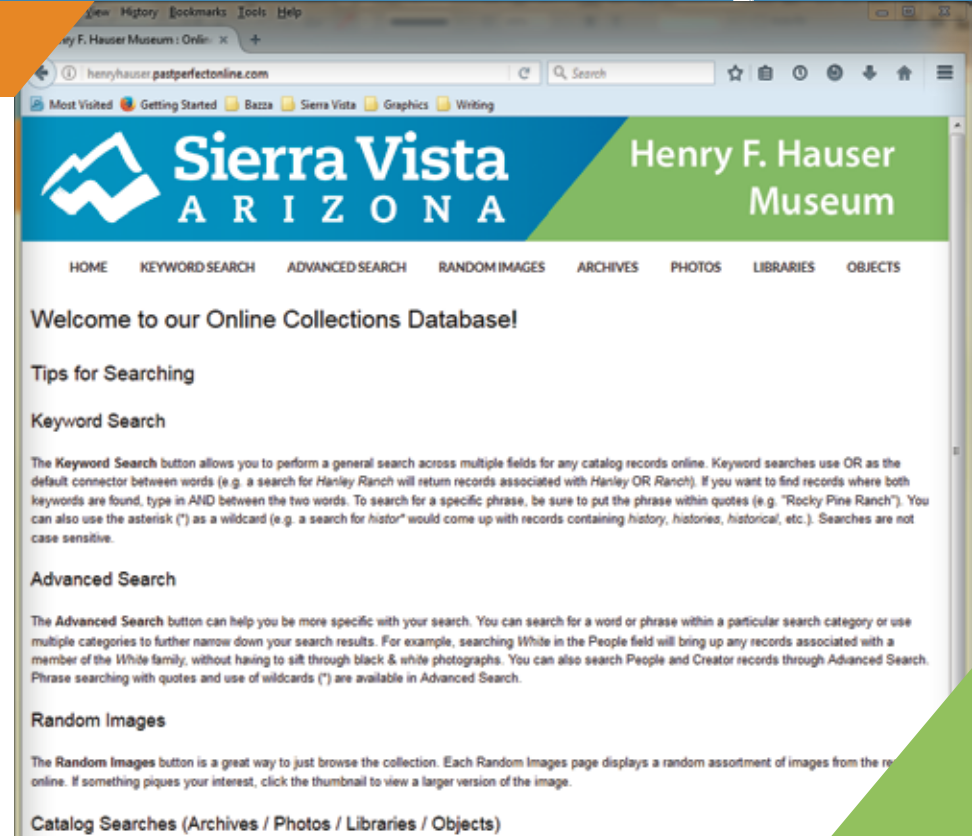 View History Bookmarks Tools Help
ry F. Hauser Museum : Onlin × +
henryhauser.pastperfectonline.com Search
Most Visited Getting Started Bazza Sierra Vista Graphics Writing
Sierra Vista
ARIZONA
Henry F. Hauser
Museum
HOME KEYWORD SEARCH ADVANCED SEARCH RANDOM IMAGES ARCHIVES PHOTOS LIBRARIES OBJECTS
Welcome to our Online Collections Database!
Tips for Searching
Keyword Search
The Keyword Search button allows you to perform a general search across multiple fields for any catalog records online. Keyword searches use OR as the
default connector between words (e.g. a search for Hanley Ranch will return records associated with Hanley OR Ranch). If you want to find records where both
keywords are found, type in AND between the two words. To search for a specific phrase, be sure to put the phrase within quotes (e.g. "Rocky Pine Ranch"). You
can also use the asterisk (*) as a wildcard (e.g. a search for histor* would come up with records containing history, histories, historical, etc.). Searches are not
case sensitive.
Advanced Search
The Advanced Search button can help you be more specific with your search. You can search for a word or phrase within a particular search category or use
multiple categories to further narrow down your search results. For example, searching White in the People field will bring up any records associated with a
member of the White family, without having to sift through black & white photographs. You can also search People and Creator records through Advanced Search.
Phrase searching with quotes and use of wildcards (*) are available in Advanced Search.
Random Images
The Random Images button is a great way to just browse the collection. Each Random Images page displays a random assortment of images from the re
online. If something piques your interest, click the thumbnail to view a larger version of the image.
Catalog Searches (Archives / Photos / Libraries / Objects)